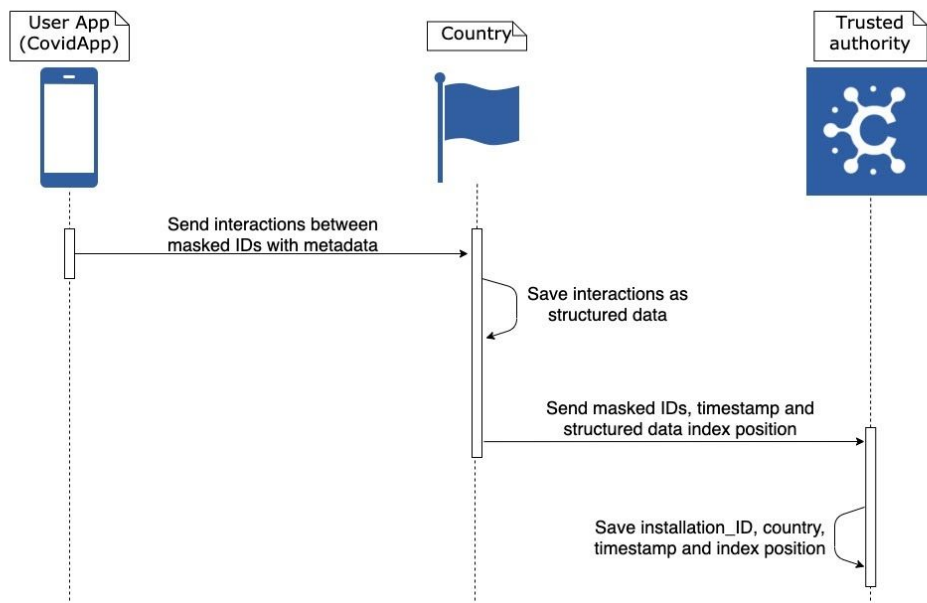 User App
(CovidApp)
Country
Trusted
authority
Send interactions between
masked IDs with metadata
Save interactions as
structured data
Send masked IDs, timestamp and
structured data index position
Save installation_ID, country,
timestamp and index position